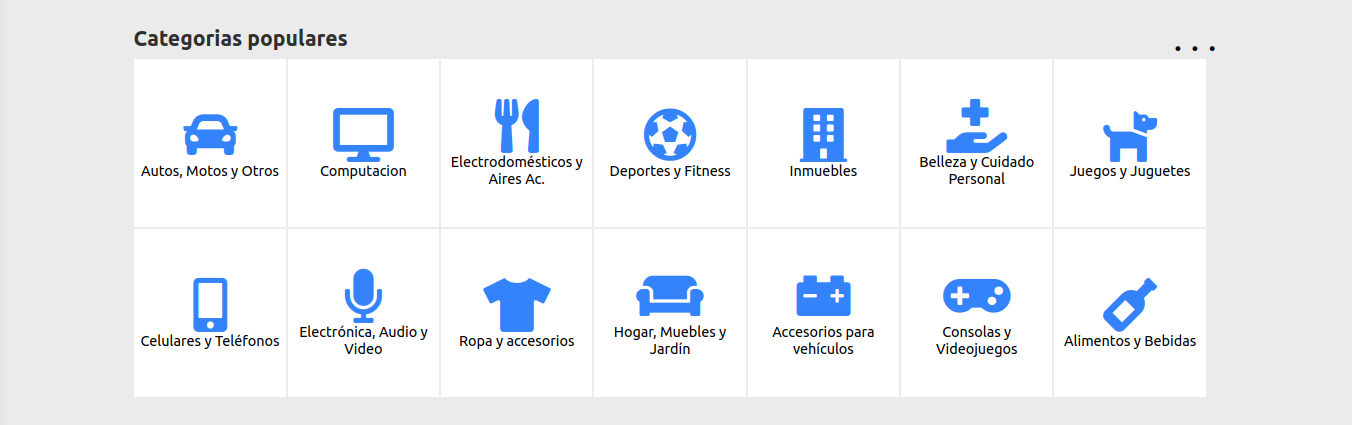 Categorias populares
Autos, Motos y Otros
Computacion
Electrodomésticos y
Aires Ac.
Deportes y Fitness
Inmuebles
Belleza y Cuidado
Personal
Juegos y Juguetes
Celulares y Teléfonos
Electrónica, Audio y
Video
Ropa y accesorios
Hogar, Muebles y
Jardín
Accesorios para
vehículos
Consolas y
Videojuegos
Alimentos y Bebidas